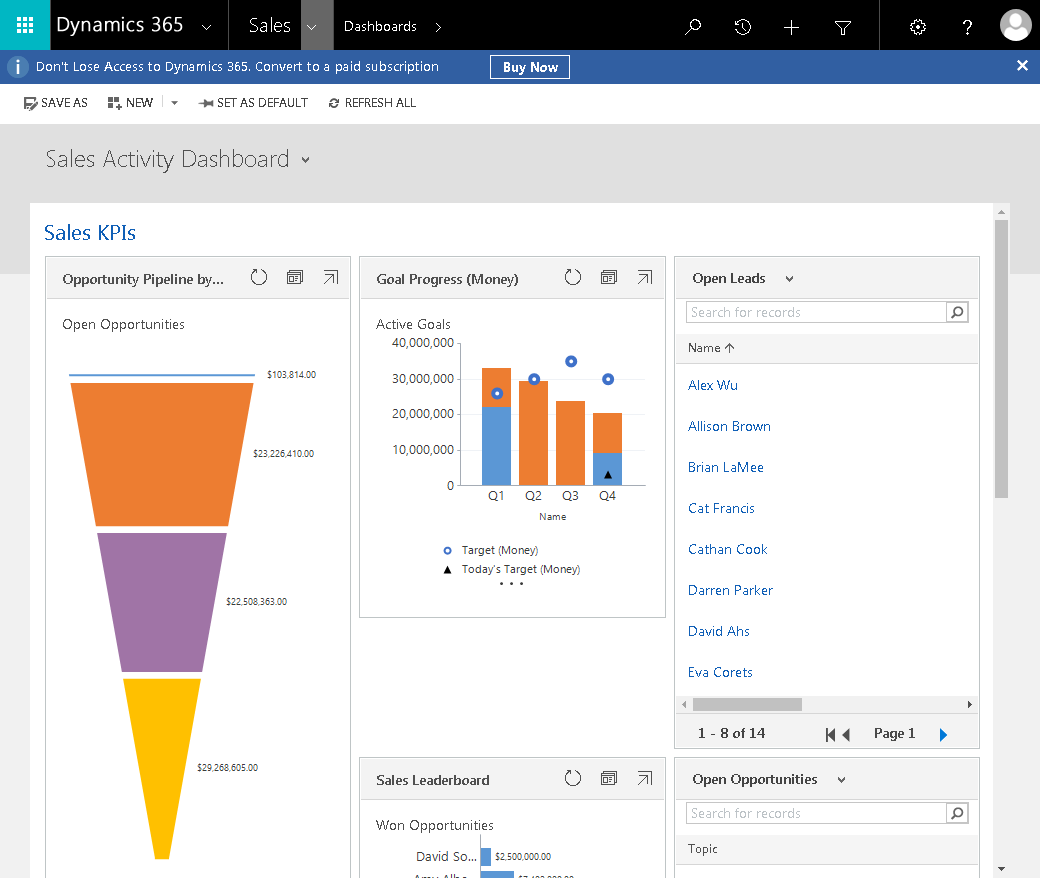 Dynamics 365
Sales
Dashboards
Don't Lose Access to Dynamics 365. Convert to a paid subscription
Buy Now
SAVE AS
NEW
SET AS DEFAULT
REFRESH ALL
Sales Activity Dashboard
Sales KPIs
Opportunity Pipeline by...
Open Opportunities
$103,814.00
$23,226,410.00
$22,508,363.00
$29,268,605.00
Goal Progress (Money)
Active Goals
40,000,000
30,000,000
20,000,000
10,000,000
0
Q1 Q2 Q3 Q4
Name
Target (Money)
Today's Target (Money)
Open Leads
Search for records
Name
Alex Wu
Allison Brown
Brian LaMee
Cat Francis
Cathan Cook
Darren Parker
David Ahs
Eva Corets
1 - 8 of 14
Page 1
Sales Leaderboard
Won Opportunities
David So...
$2,500,000.00
Open Opportunities
Search for records
Topic